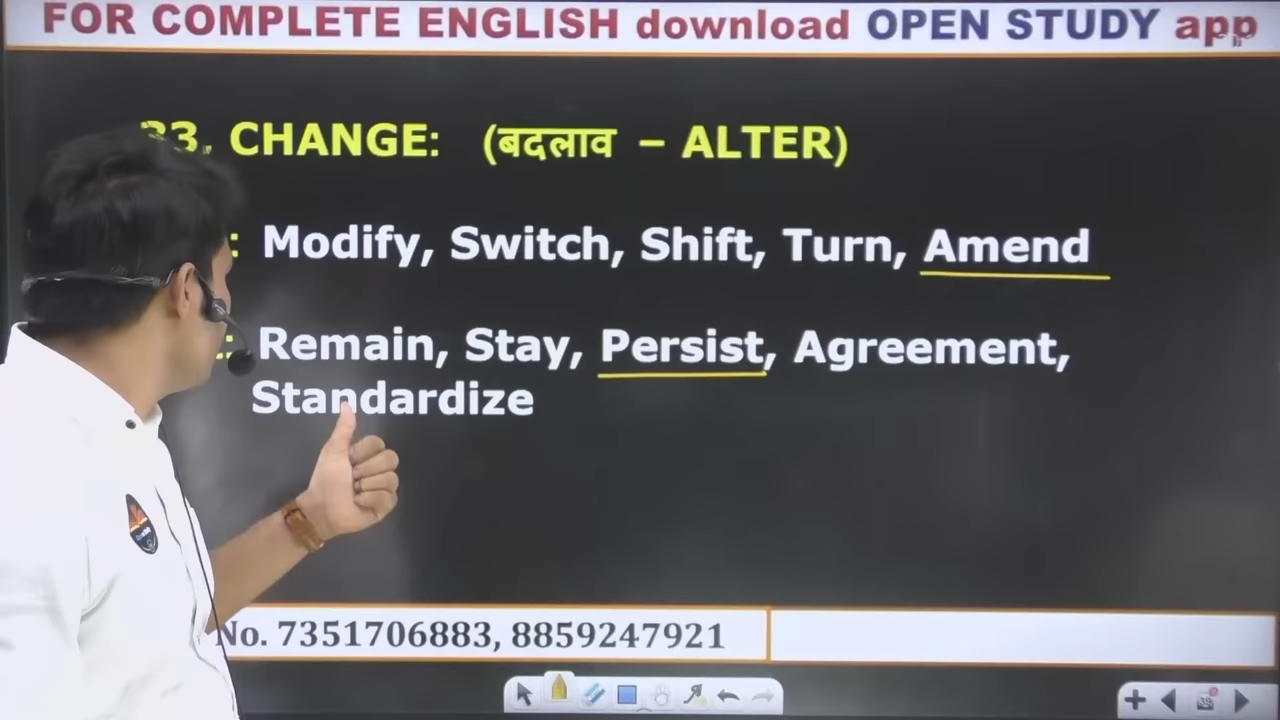 FOR COMPLETE ENGLISH download OPEN STUDY app
33. CHANGE: (बदलाव – ALTER)
: Modify, Switch, Shift, Turn, Amend
: Remain, Stay, Persist, Agreement,
Standardize
No. 7351706883, 8859247921